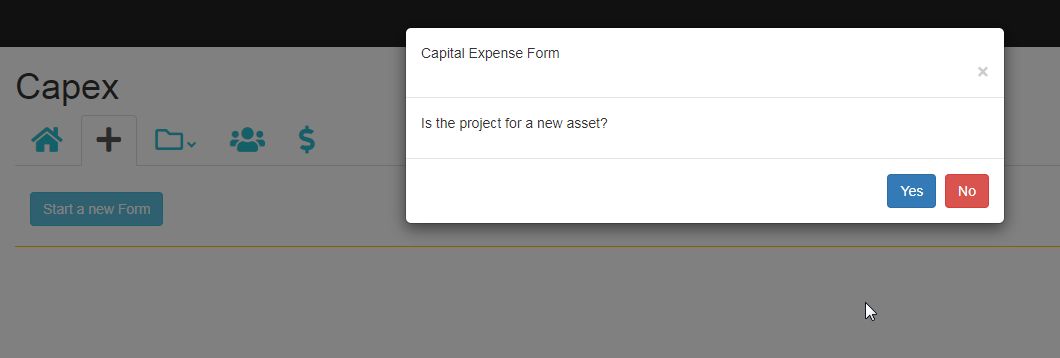 Capital Expense Form
×
Capex
Is the project for a new asset?
Yes No
Start a new Form